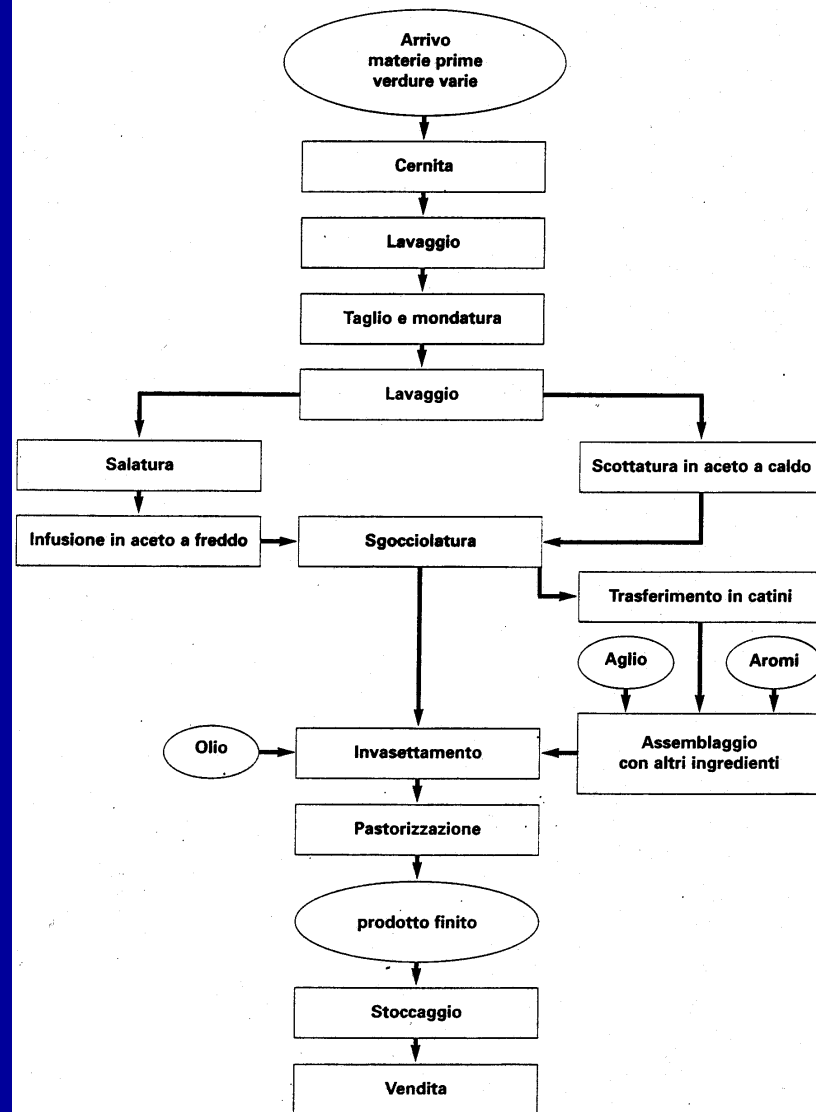 Arrivo
materie prime
verdure varie
Cernita
Lavaggio
Taglio e mondatura
Lavaggio
Salatura
Scottatura in aceto a caldo
Infusione in aceto a freddo
Sgocciolatura
Trasferimento in catini
Aglio
Aromi
Olio
Invasettamento
Assemblaggio
con altri ingredienti
Pastorizzazione
prodotto finito
Stoccaggio
Vendita